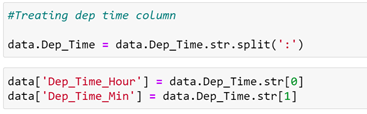 #Treating dep time column
data.Dep_Time = data.Dep_Time.str.split(':')
data['Dep_Time_Hour'] = data.Dep_Time.str[0]
data['Dep_Time_Min'] = data.Dep_Time.str[1]